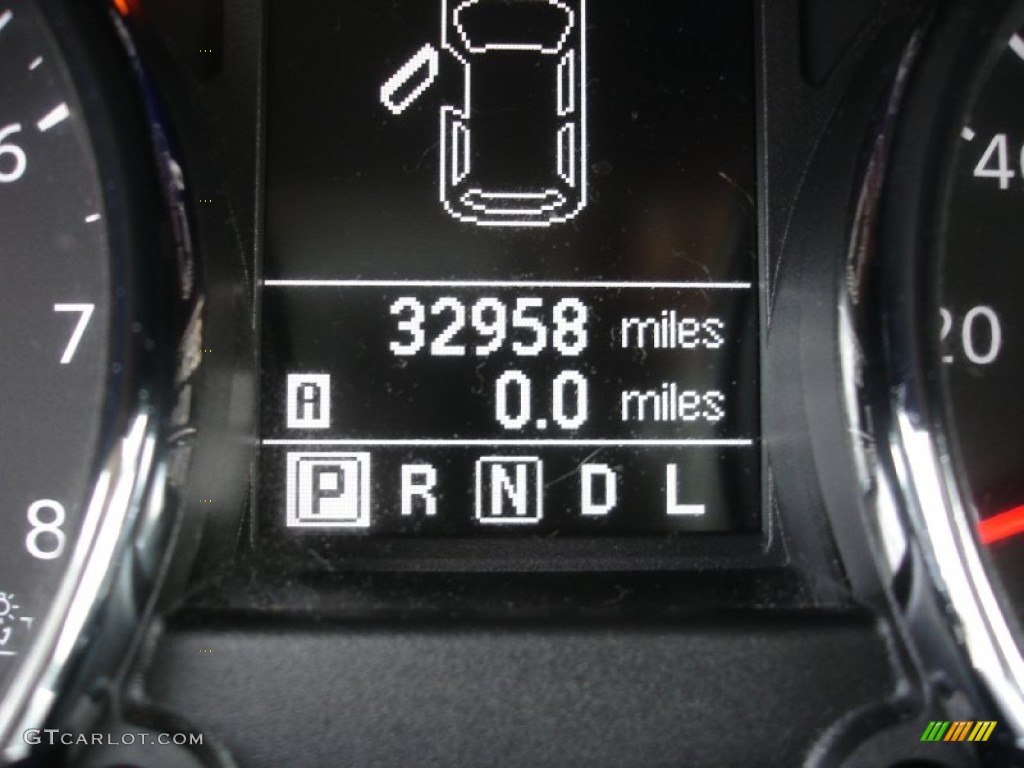 6
7
8
40
20
32958 miles
A 0.0 miles
P R N D L
GTCARLOT.COM